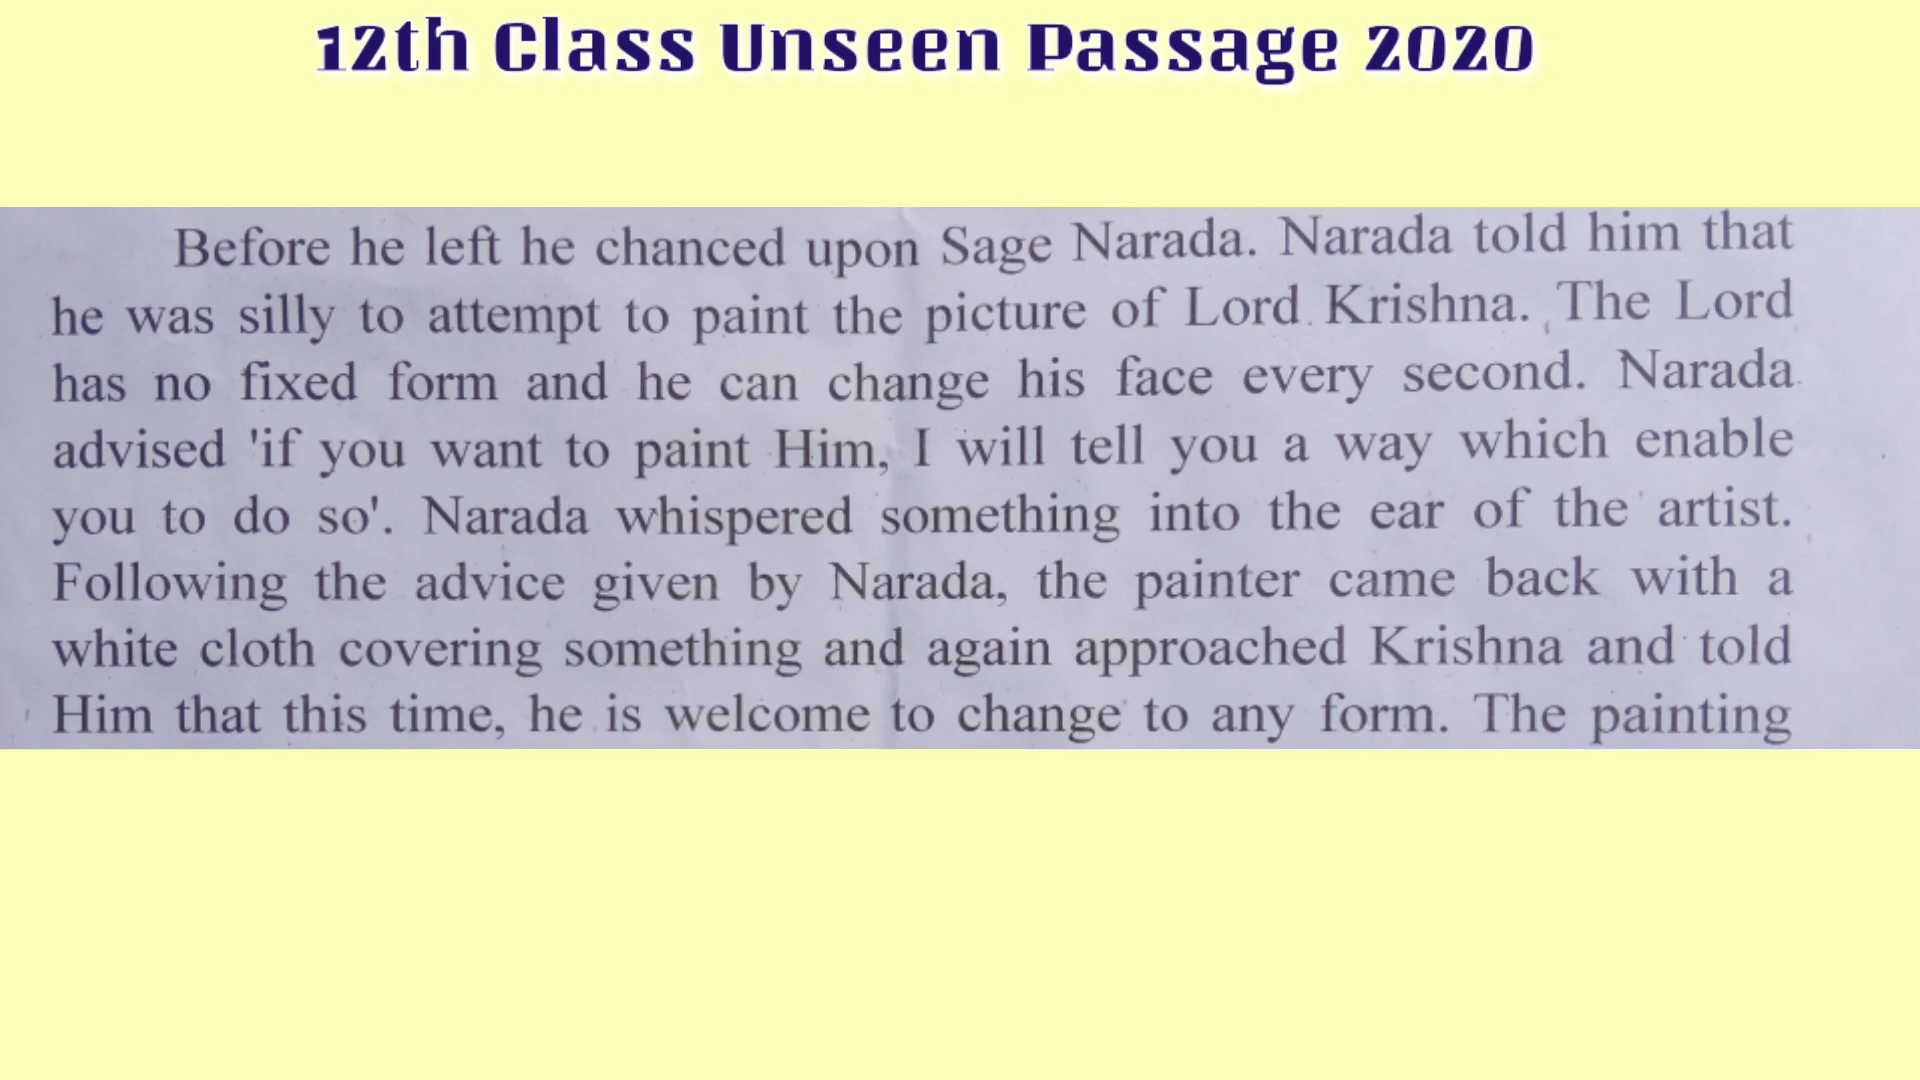 12th Class Unseen Passage 2020
Before he left he chanced upon Sage Narada. Narada told him that
he was silly to attempt to paint the picture of Lord Krishna. The Lord
has no fixed form and he can change his face every second. Narada
advised 'if you want to paint Him, I will tell you a way which enable
you to do so'. Narada whispered something into the ear of the artist.
Following the advice given by Narada, the painter came back with a
white cloth covering something and again approached Krishna and told
Him that this time, he is welcome to change to any form. The painting